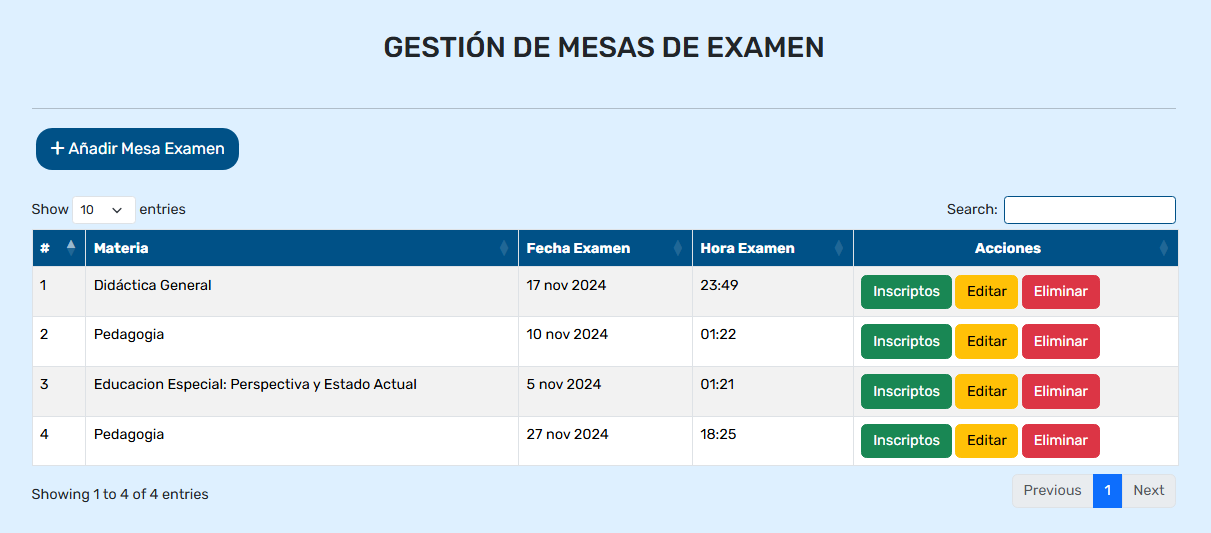 GESTIÓN DE MESAS DE EXAMEN
+ Añadir Mesa Examen
Show 10 entries Search:
# Materia Fecha Examen Hora Examen Acciones
1 Didáctica General 17 nov 2024 23:49 Inscriptos Editar Eliminar
2 Pedagogia 10 nov 2024 01:22 Inscriptos Editar Eliminar
3 Educacion Especial: Perspectiva y Estado Actual 5 nov 2024 01:21 Inscriptos Editar Eliminar
4 Pedagogia 27 nov 2024 18:25 Inscriptos Editar Eliminar
Showing 1 to 4 of 4 entries Previous 1 Next